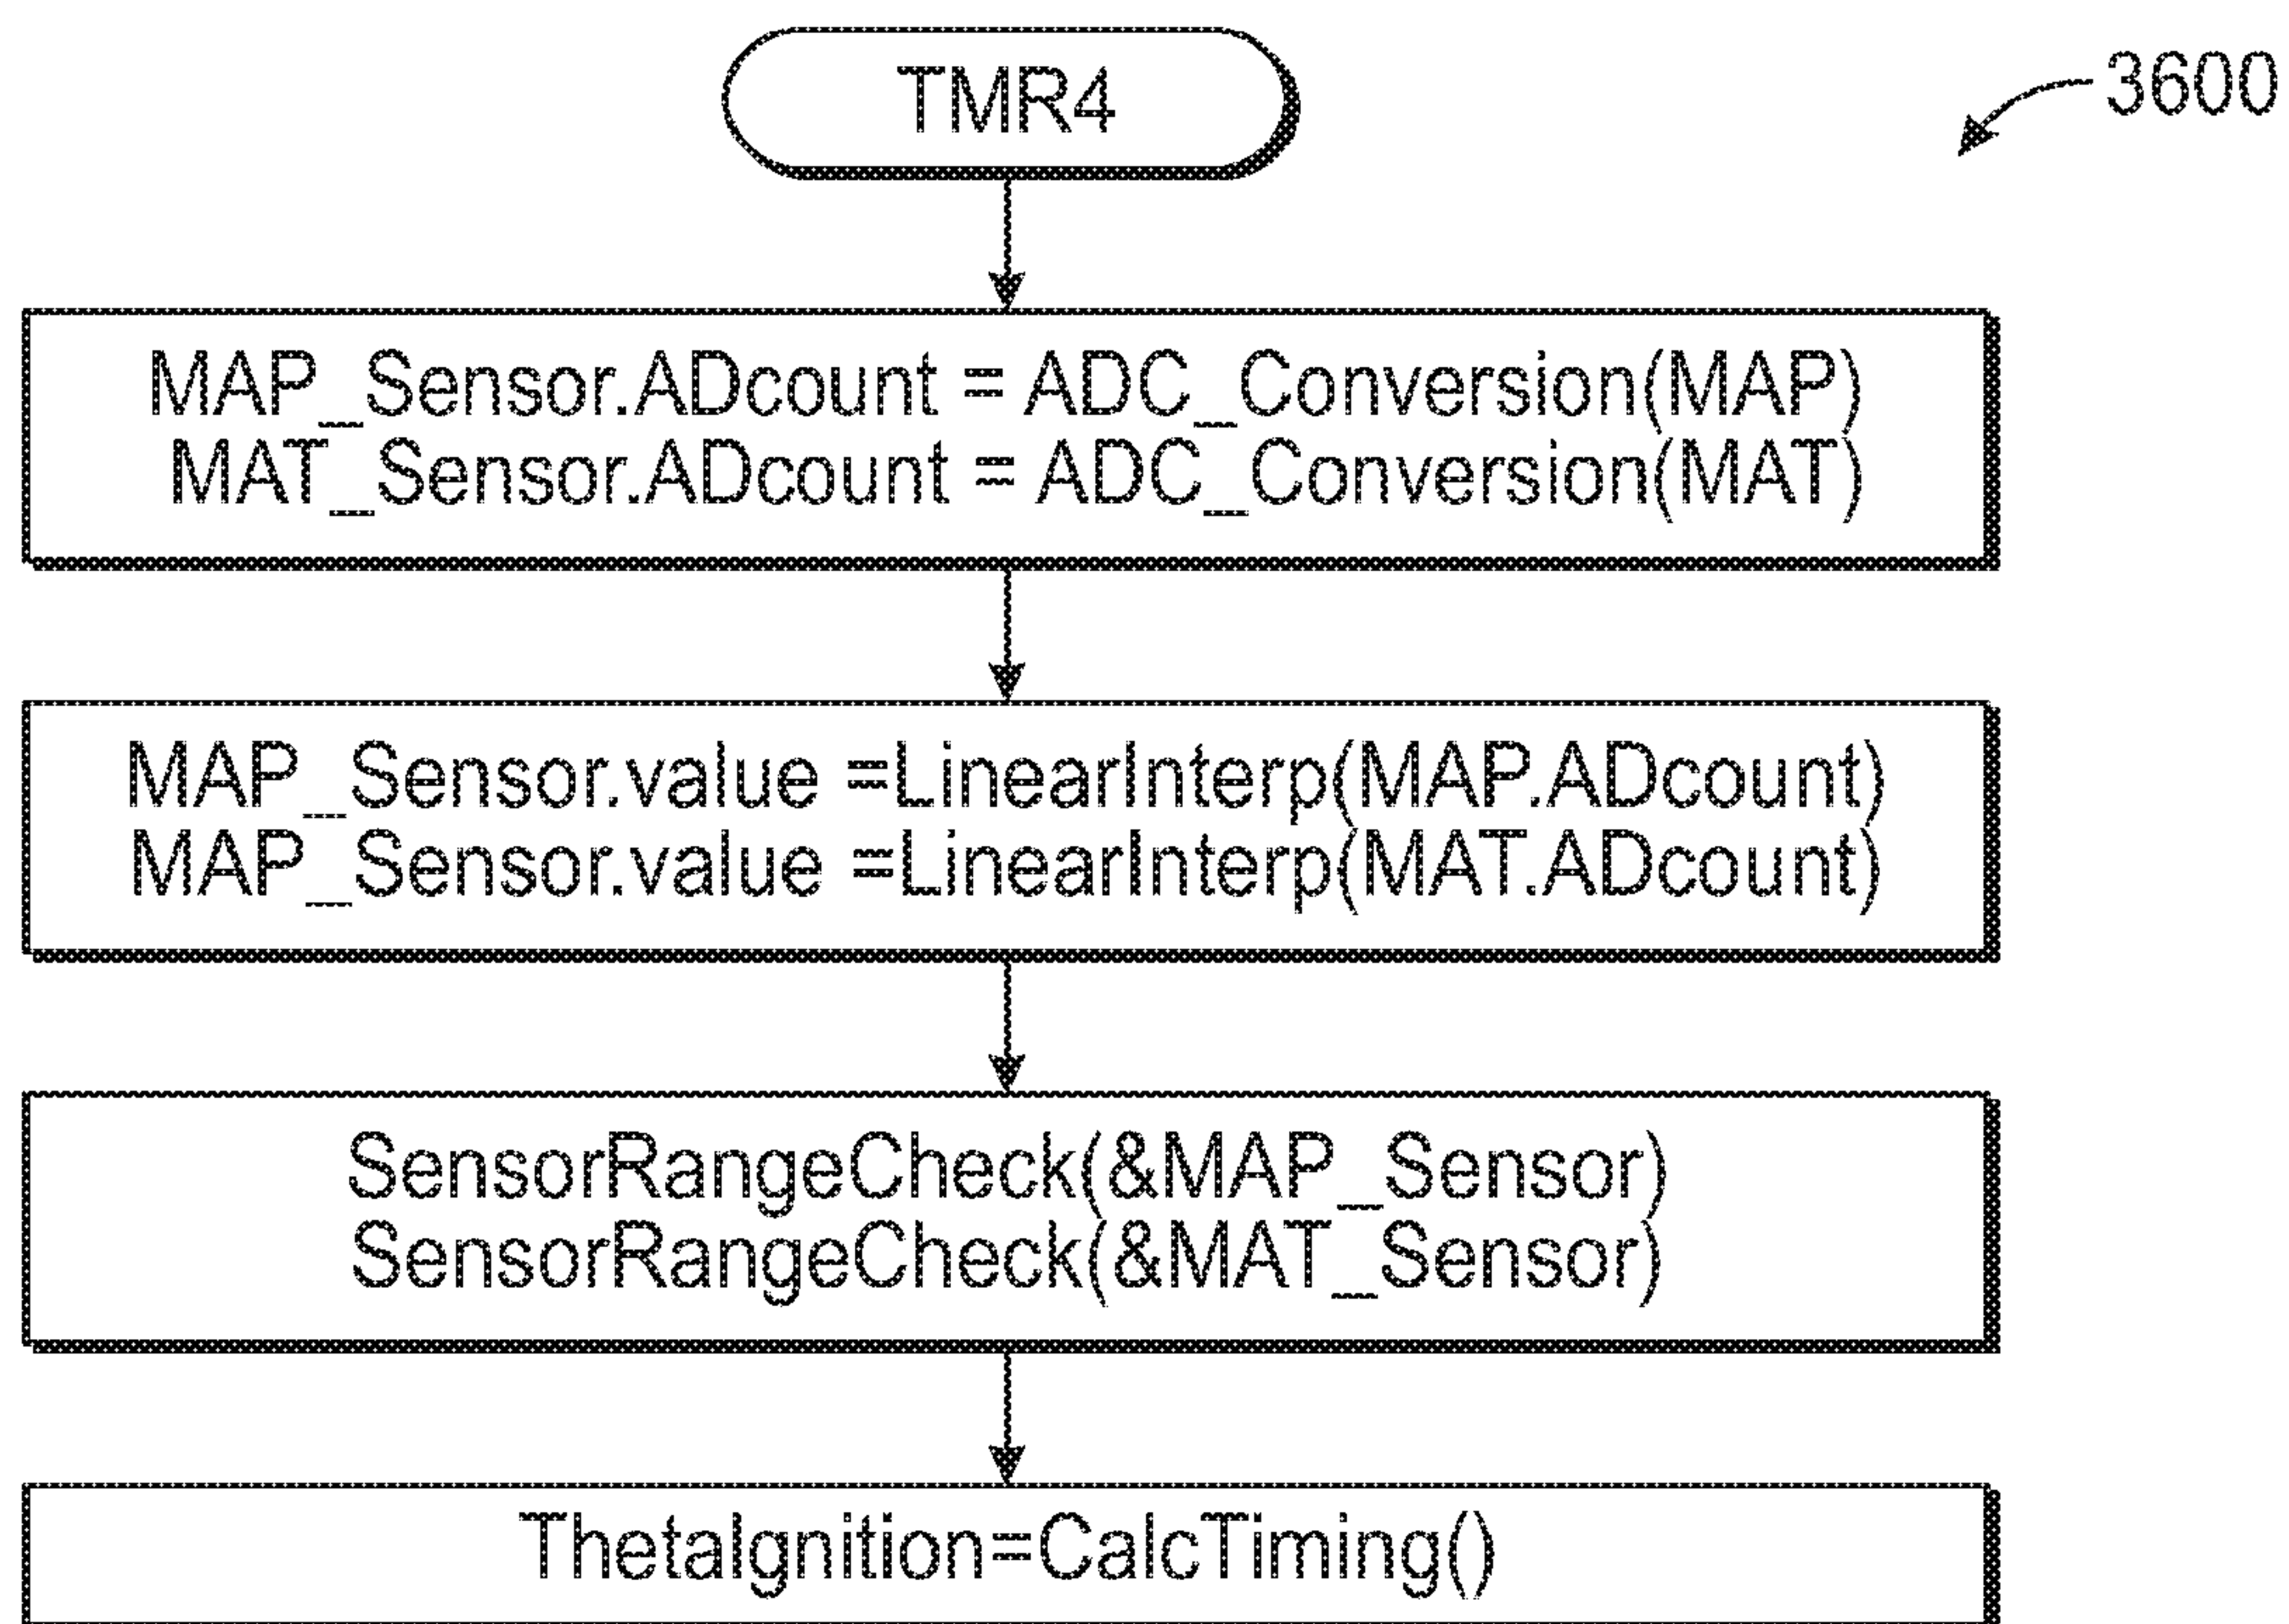 TMR4
3600
MAP_Sensor.ADcount = ADC_Conversion(MAP)
MAT_Sensor.ADcount = ADC_Conversion(MAT)
MAP_Sensor.value =LinearInterp(MAP.ADcount)
MAP_Sensor.value =LinearInterp(MAT.ADcount)
SensorRangeCheck(&MAP_Sensor)
SensorRangeCheck(&MAT_Sensor)
ThetaIgnition=CalcTiming()